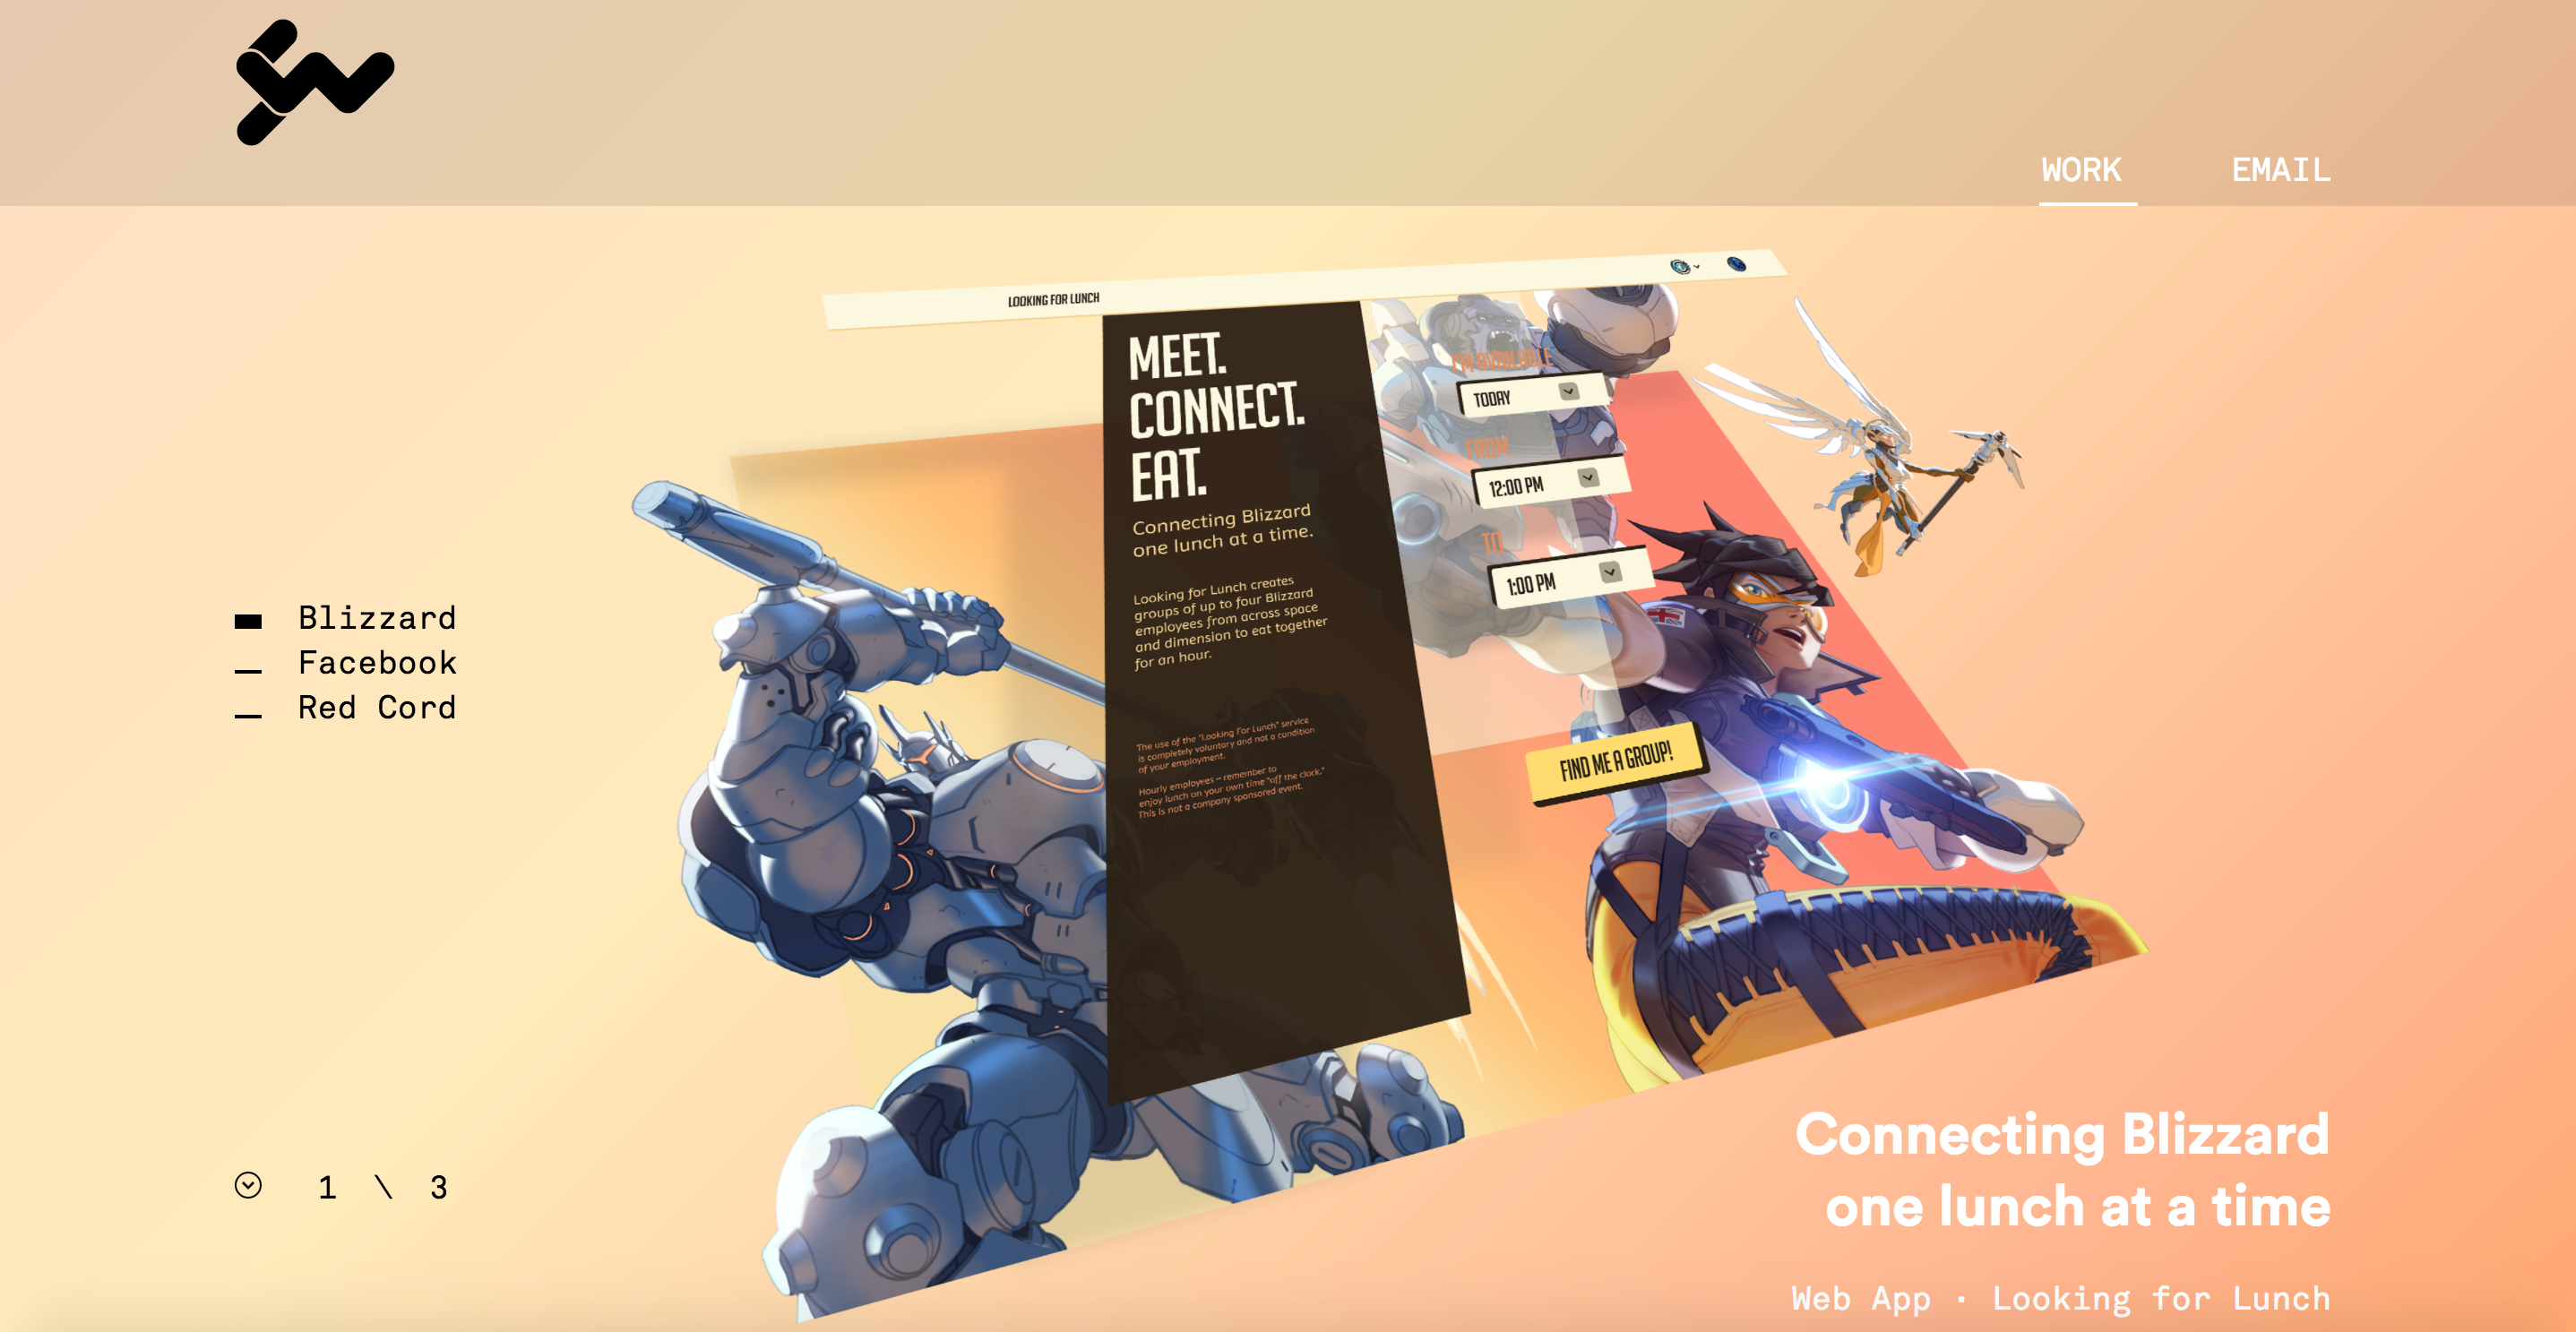 WORK
EMAIL
LOOKING FOR LUNCH
MEET.
CONNECT.
EAT.
Connecting Blizzard
one lunch at a time.
Looking for Lunch creates
groups of up to four Blizzard
employees from across space
and dimension to eat together
for an hour.
The use of the "Looking For Lunch" service
is completely voluntary and not a condition
of your employment.
Hourly employees – remember to
enjoy lunch on your own time "off the clock."
This is not a company sponsored event.
I'M AVAILABLE
TODAY
FROM
12:00 PM
TO
1:00 PM
FIND ME A GROUP!
Blizzard
Facebook
Red Cord
1 \ 3
Connecting Blizzard
one lunch at a time
Web App · Looking for Lunch